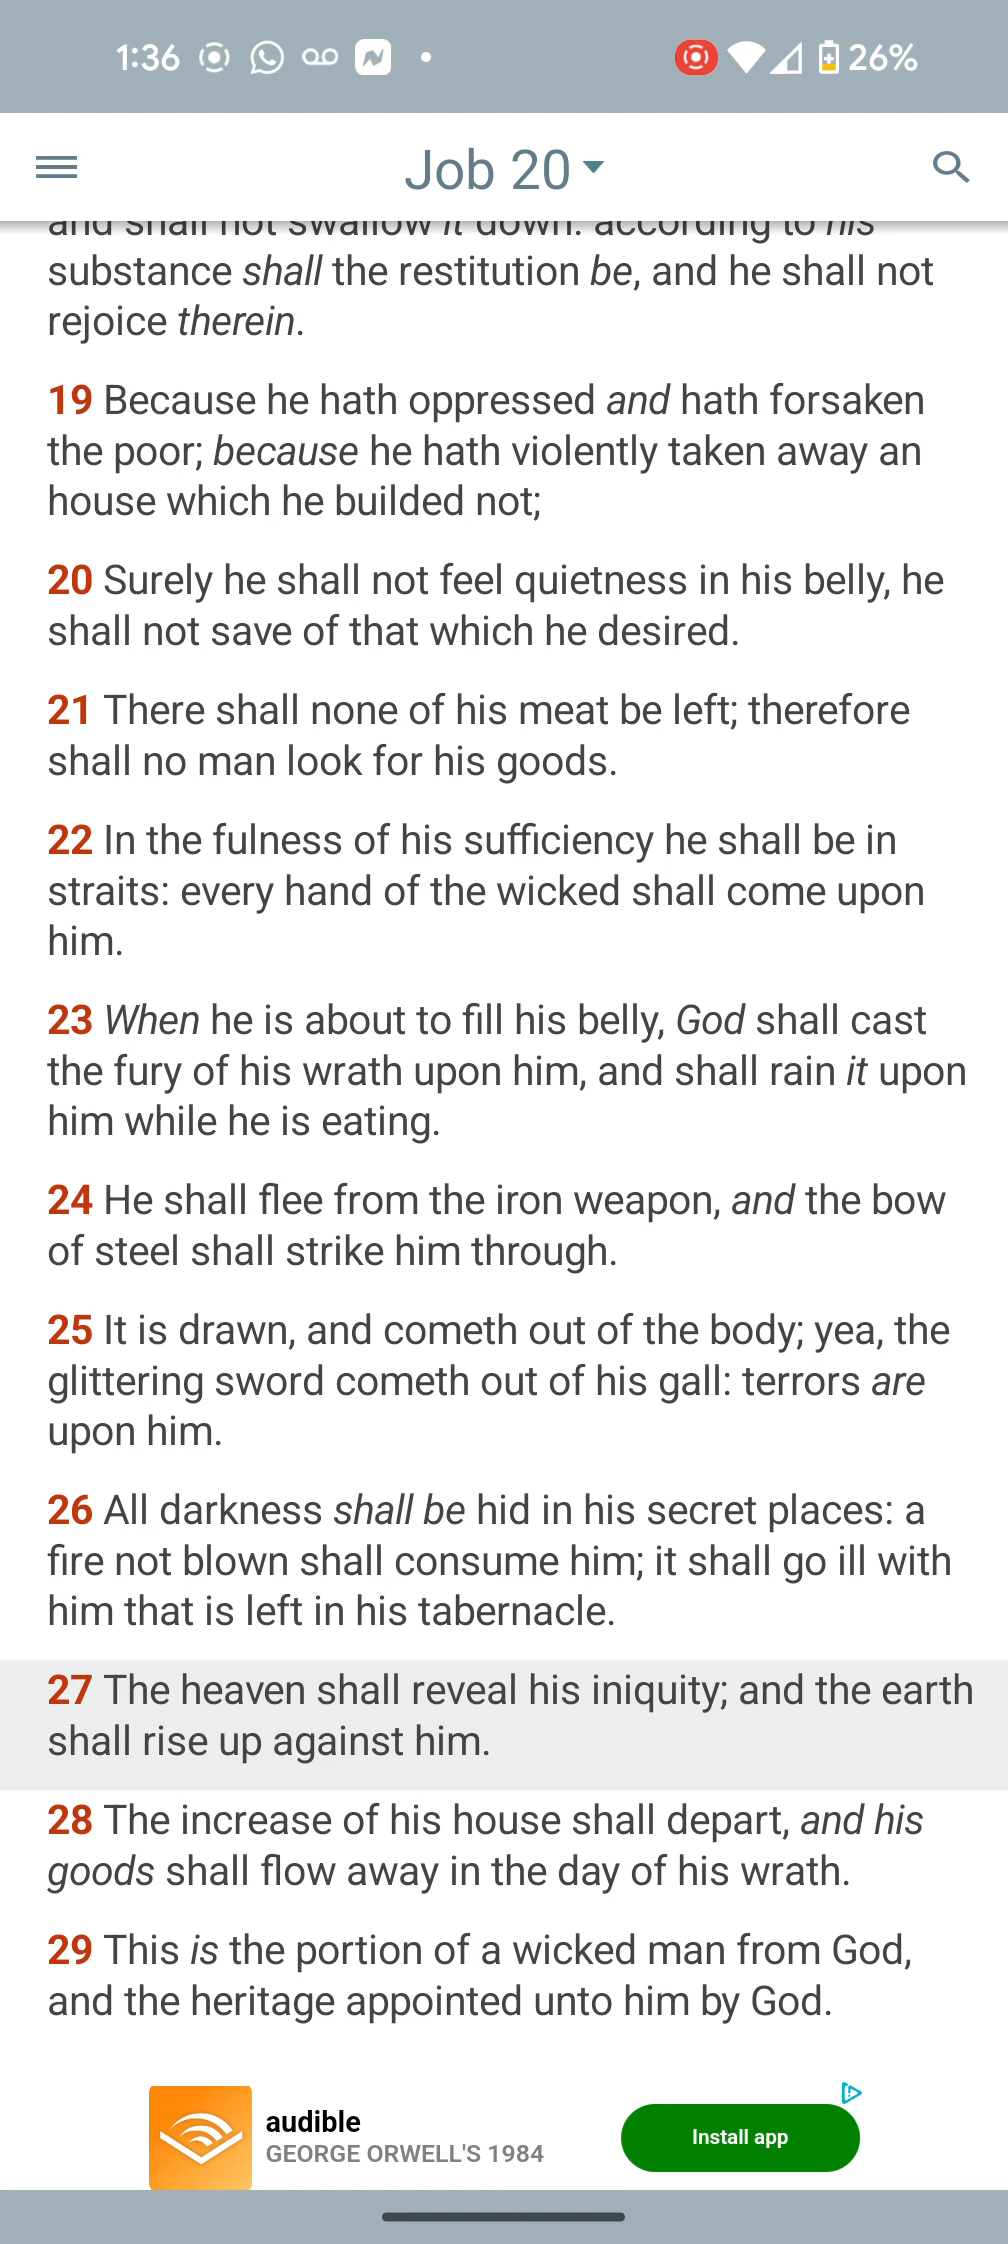 1:36
26%
Job 20
and shall not swallow it down: according to his
substance shall the restitution be, and he shall not
rejoice therein.
19 Because he hath oppressed and hath forsaken
the poor; because he hath violently taken away an
house which he builded not;
20 Surely he shall not feel quietness in his belly, he
shall not save of that which he desired.
21 There shall none of his meat be left; therefore
shall no man look for his goods.
22 In the fulness of his sufficiency he shall be in
straits: every hand of the wicked shall come upon
him.
23 When he is about to fill his belly, God shall cast
the fury of his wrath upon him, and shall rain it upon
him while he is eating.
24 He shall flee from the iron weapon, and the bow
of steel shall strike him through.
25 It is drawn, and cometh out of the body; yea, the
glittering sword cometh out of his gall: terrors are
upon him.
26 All darkness shall be hid in his secret places: a
fire not blown shall consume him; it shall go ill with
him that is left in his tabernacle.
27 The heaven shall reveal his iniquity; and the earth
shall rise up against him.
28 The increase of his house shall depart, and his
goods shall flow away in the day of his wrath.
29 This is the portion of a wicked man from God,
and the heritage appointed unto him by God.
audible
GEORGE ORWELL'S 1984
Install app